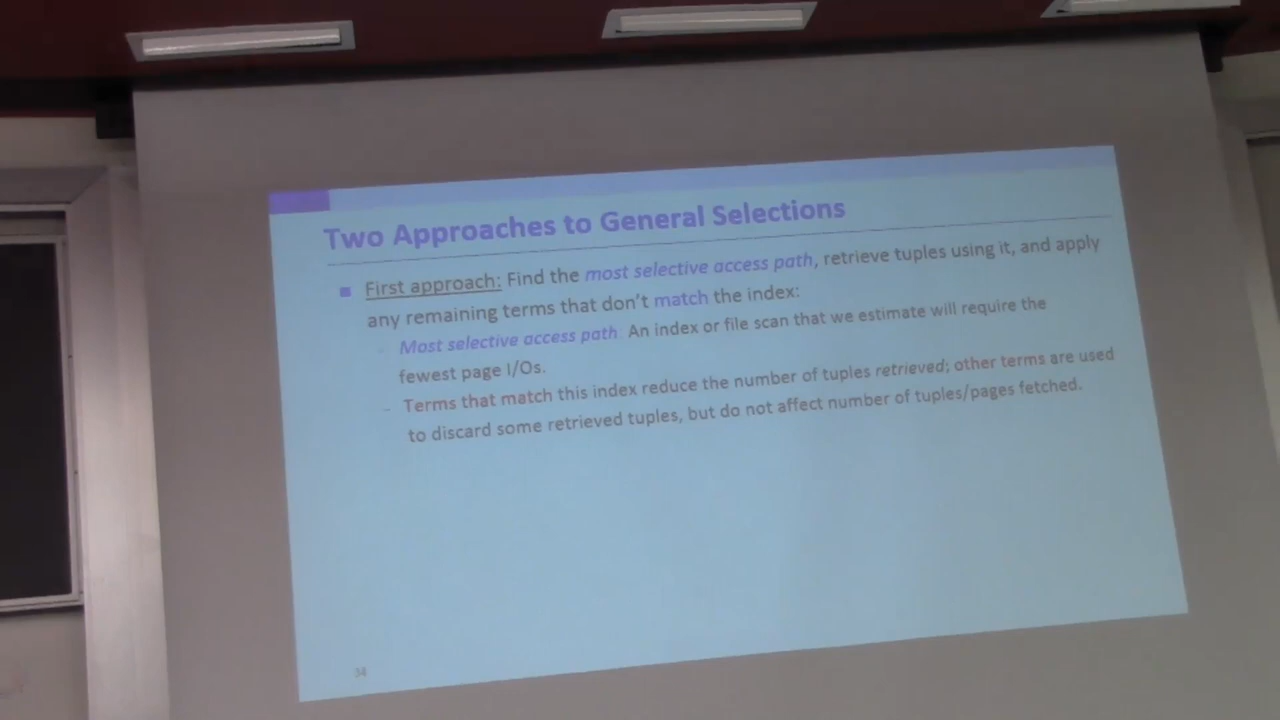 Two Approaches to General Selections
First approach: Find the most selective access path, retrieve tuples using it, and apply
any remaining terms that don't match the index:
Most selective access path: An index or file scan that we estimate will require the
fewest page I/Os.
– Terms that match this index reduce the number of tuples retrieved; other terms are used
to discard some retrieved tuples, but do not affect number of tuples/pages fetched.
34